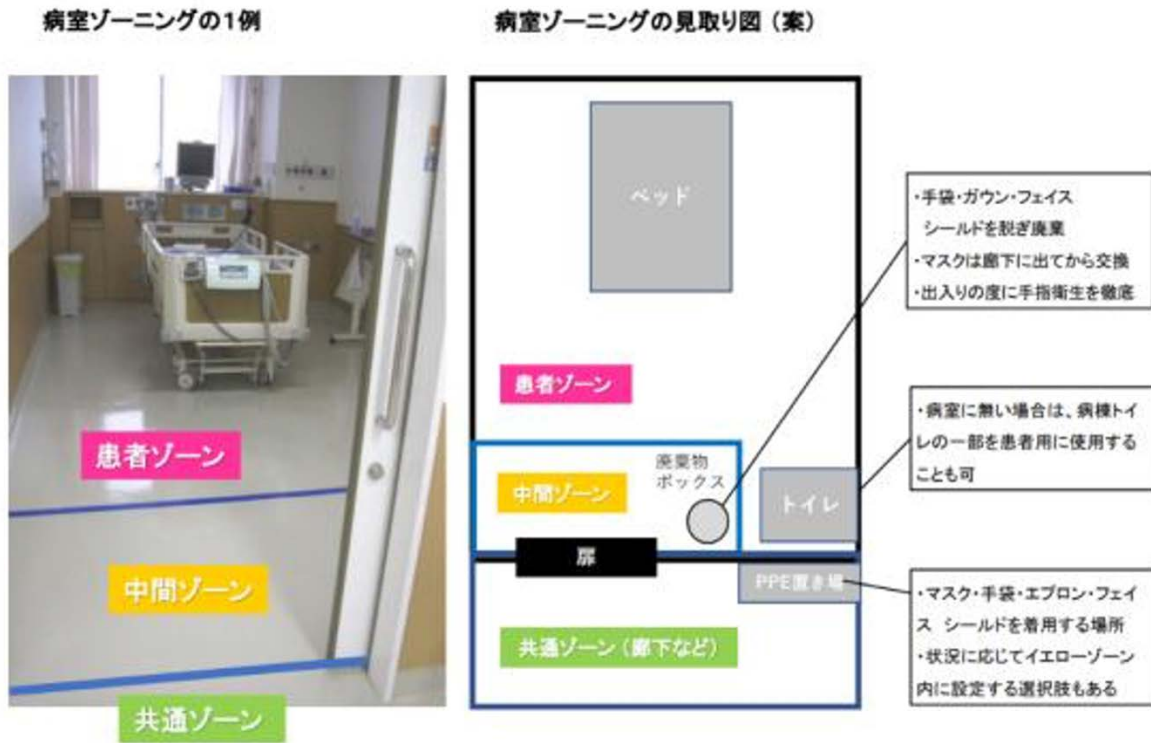 病室ゾーニングの1例
病室ゾーニングの見取り図（案）
患者ゾーン
中間ゾーン
共通ゾーン
ベッド
患者ゾーン
中間ゾーン
廃棄物
ボックス
トイレ
扉
PPE置き場
共通ゾーン（廊下など）
・手袋・ガウン・フェイス
シールドを脱ぎ廃棄
・マスクは廊下に出てから交換
・出入りの度に手指衛生を徹底
・病室に無い場合は、病棟トイ
レの一部を患者用に使用する
ことも可
・マスク・手袋・エプロン・フェイ
ス シールドを着用する場所
・状況に応じてイエローゾーン
内に設定する選択肢もある